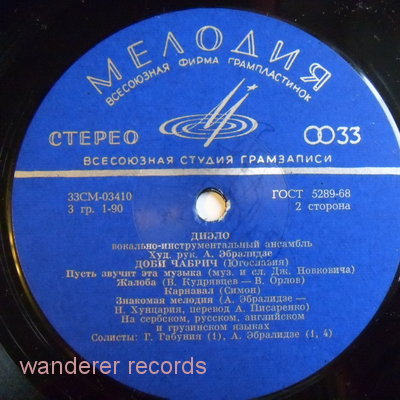 МЕЛОДИЯ
ВСЕСОЮЗНАЯ ФИРМА ГРАМПЛАСТИНОК
СТЕРЕО
33
ВСЕСОЮЗНАЯ СТУДИЯ ГРАМЗАПИСИ
33СМ-03410
3 гр. 1-90
ГОСТ 5289-68
2 сторона
ДИЭЛО
вокально-инструментальный ансамбль
Худ. рук. А. Эбралидзе
ДОБИ ЧАБРИЧ (Югославия)
Пусть звучит эта музыка (муз. и сл. Дж. Новковича)
Жалоба (В. Кудрявцев — В. Орлов)
Карнавал (Симон)
Знакомая мелодия (А. Эбралидзе —
Н. Хунцария, перевод А. Писаренко)
На сербском, русском, английском
и грузинском языках
Солисты: Г. Габуния (1), А. Эбралидзе (1, 4)
wanderer records